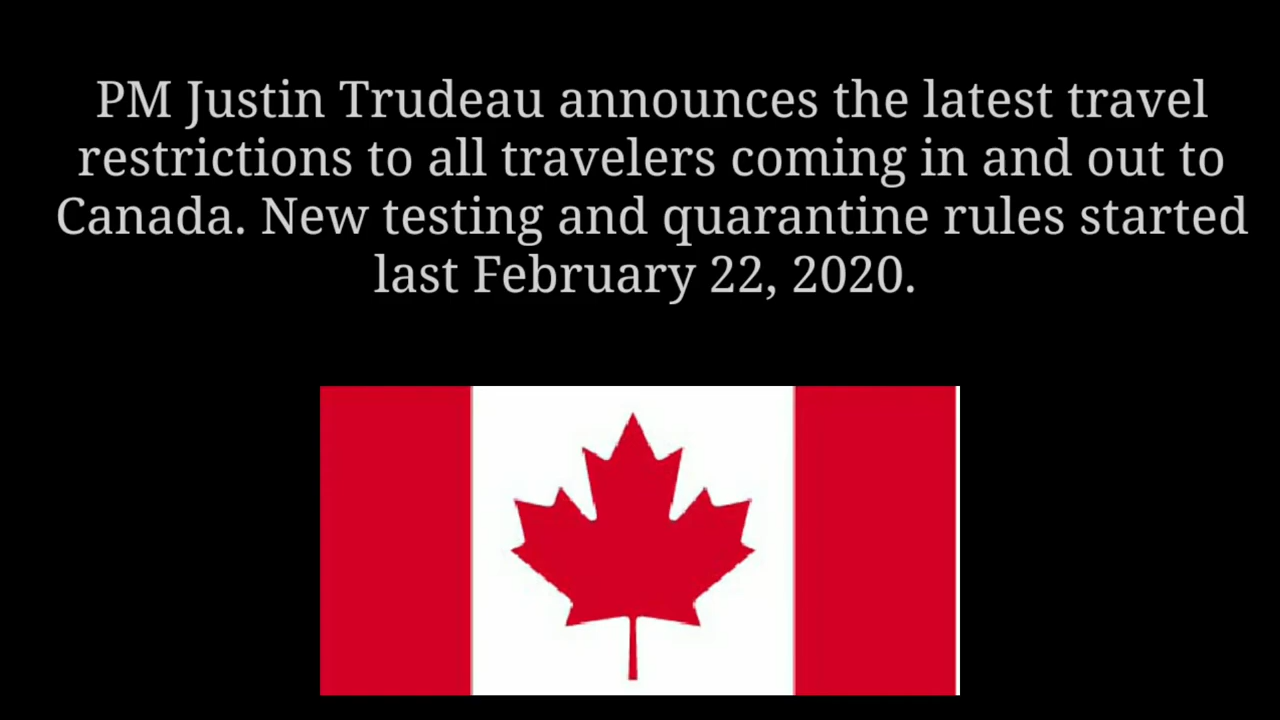 PM Justin Trudeau announces the latest travel
restrictions to all travelers coming in and out to
Canada. New testing and quarantine rules started
last February 22, 2020.